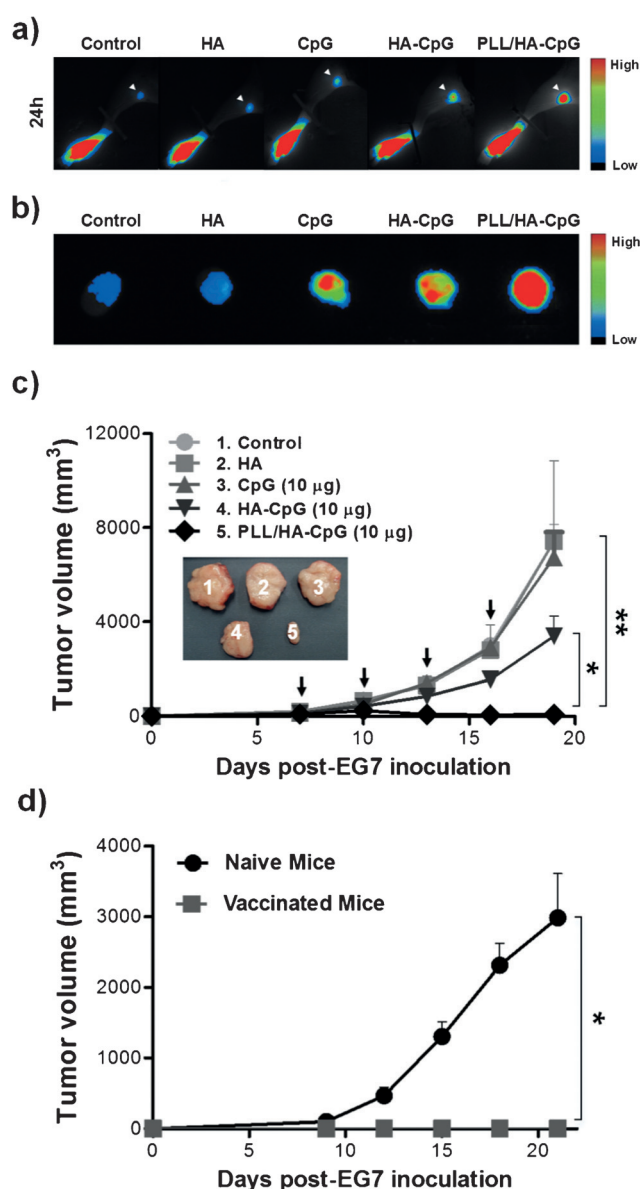 a)
Control HA CpG HA-CpG PLL/HA-CpG
24h
High
Low
b)
Control HA CpG HA-CpG PLL/HA-CpG
High
Low
c)
Tumor volume (mm³)
12000
8000
4000
0
1. Control
2. HA
3. CpG (10 μg)
4. HA-CpG (10 μg)
5. PLL/HA-CpG (10 μg)
1 2 3
4 5
**
*
0 5 10 15 20
Days post-EG7 inoculation
d)
Tumor volume (mm³)
4000
3000
2000
1000
0
Naive Mice
Vaccinated Mice
*
0 5 10 15 20
Days post-EG7 inoculation